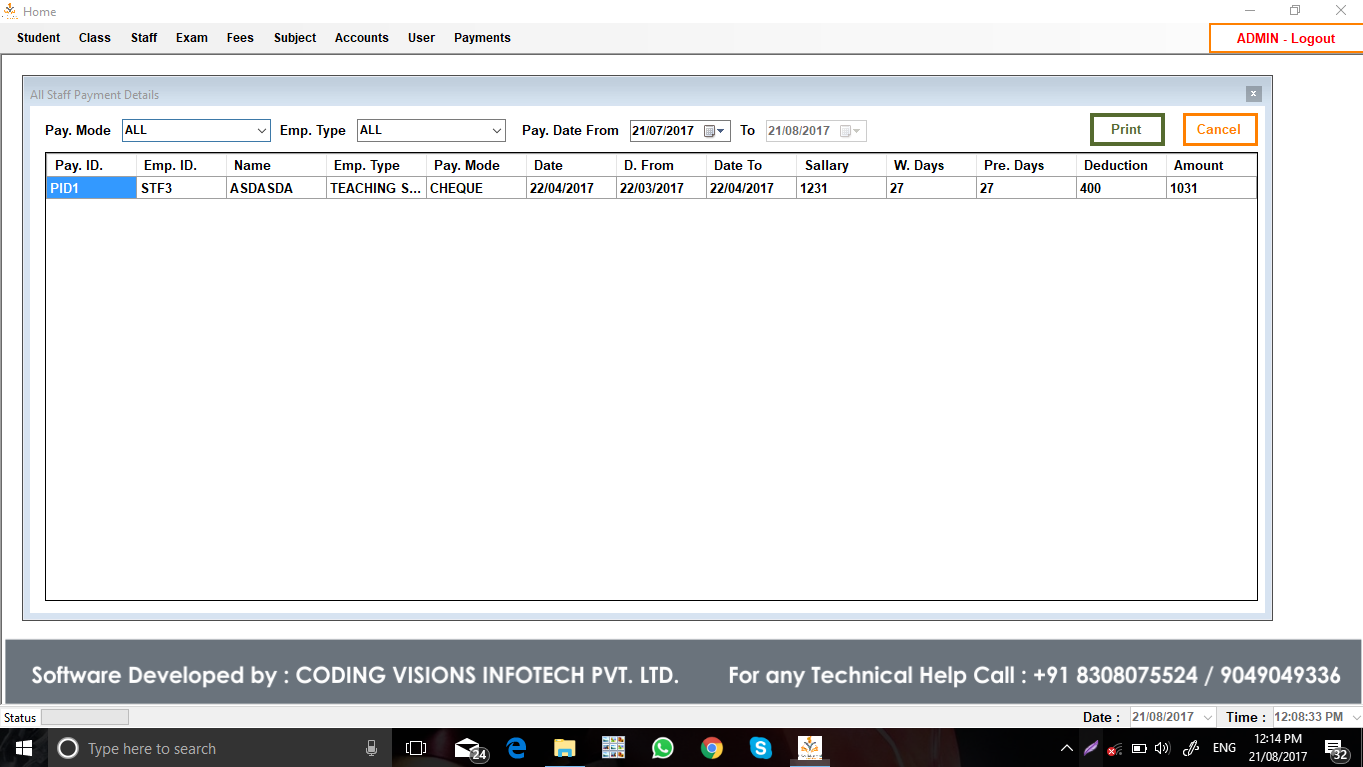 Home
Student Class Staff Exam Fees Subject Accounts User Payments ADMIN - Logout
All Staff Payment Details x
Pay. Mode ALL Emp. Type ALL Pay. Date From 21/07/2017 To 21/08/2017 Print Cancel
Pay. ID. Emp. ID. Name Emp. Type Pay. Mode Date D. From Date To Sallary W. Days Pre. Days Deduction Amount
PID1 STF3 ASDASDA TEACHING S... CHEQUE 22/04/2017 22/03/2017 22/04/2017 1231 27 27 400 1031
Software Developed by : CODING VISIONS INFOTECH PVT. LTD. For any Technical Help Call : +91 8308075524 / 9049049336
Status Date : 21/08/2017 Time : 12:08:33 PM
Type here to search 24 ENG 12:14 PM 32
21/08/2017